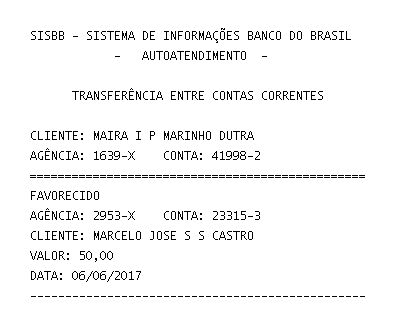 SISBB - SISTEMA DE INFORMAÇÕES BANCO DO BRASIL
- AUTOATENDIMENTO -
TRANSFERÊNCIA ENTRE CONTAS CORRENTES
CLIENTE: MAIRA I P MARINHO DUTRA
AGÊNCIA: 1639-X CONTA: 41998-2
================================================
FAVORECIDO
AGÊNCIA: 2953-X CONTA: 23315-3
CLIENTE: MARCELO JOSE S S CASTRO
VALOR: 50,00
DATA: 06/06/2017
------------------------------------------------